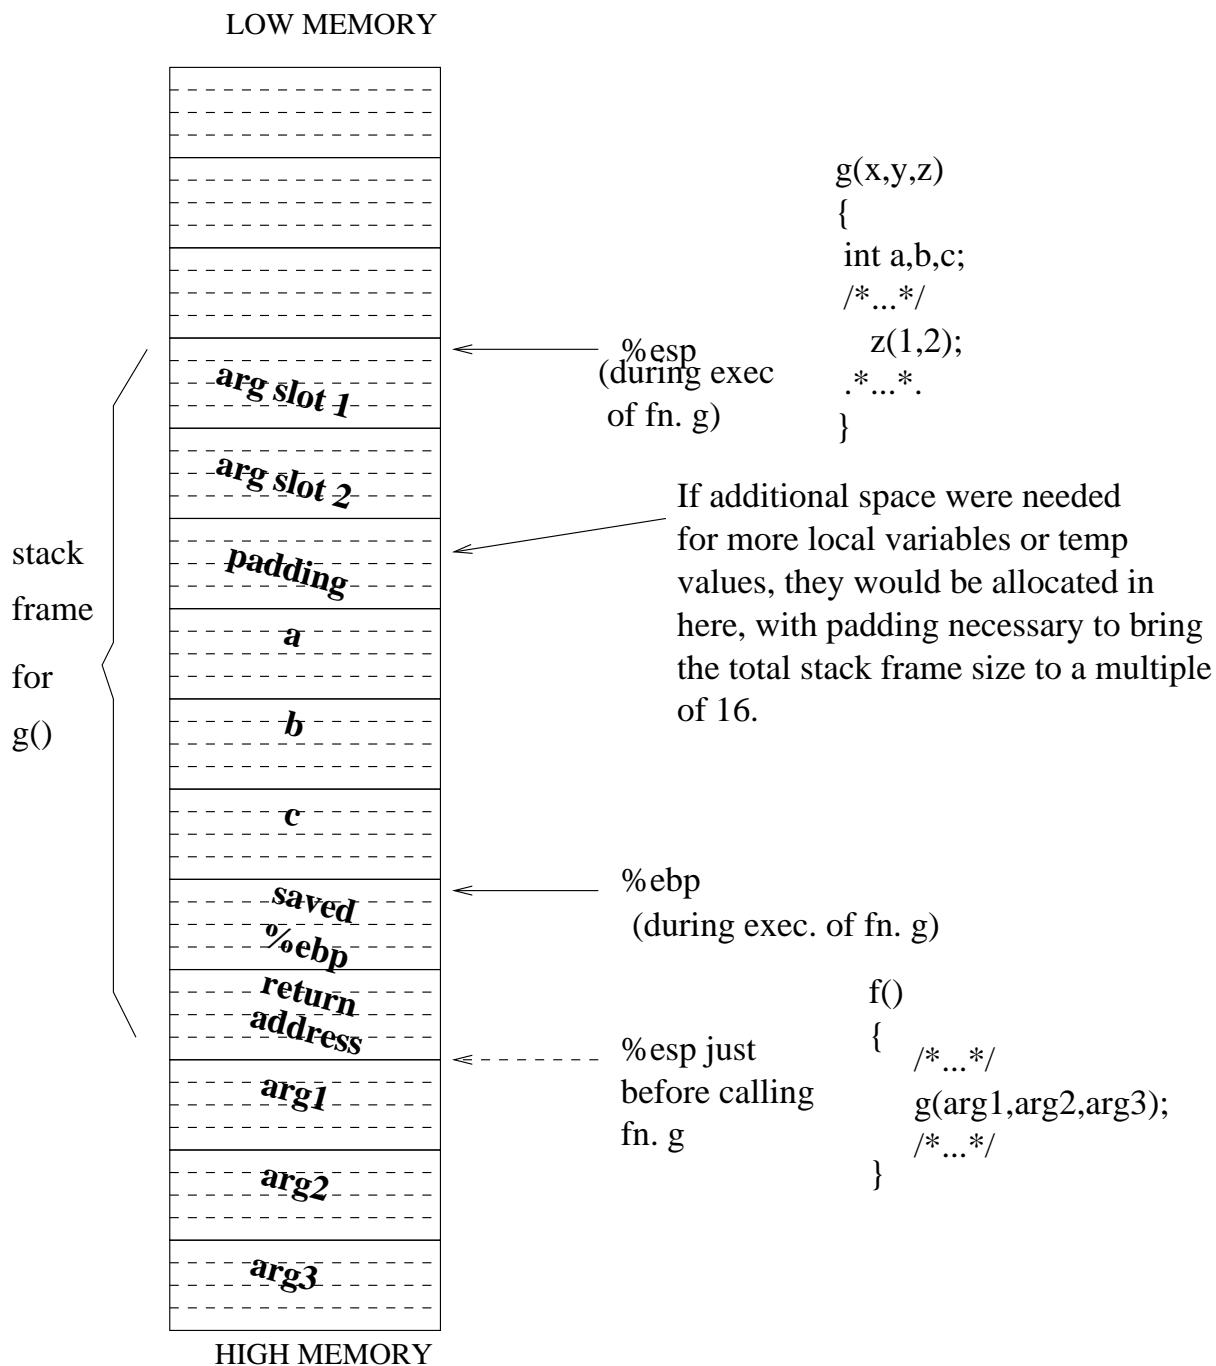 LOW MEMORY
g(x,y,z)
{
int a,b,c;
/*...*/
z(1,2);
.*...*.
}
%esp
(during exec
of fn. g)
arg slot 1
arg slot 2
If additional space were needed
for more local variables or temp
values, they would be allocated in
here, with padding necessary to bring
the total stack frame size to a multiple
of 16.
padding
stack
frame
for
g()
a
b
c
%ebp
(during exec. of fn. g)
saved
%ebp
return
address
f()
{
/*...*/
g(arg1,arg2,arg3);
/*...*/
}
%esp just
before calling
fn. g
arg1
arg2
arg3
HIGH MEMORY